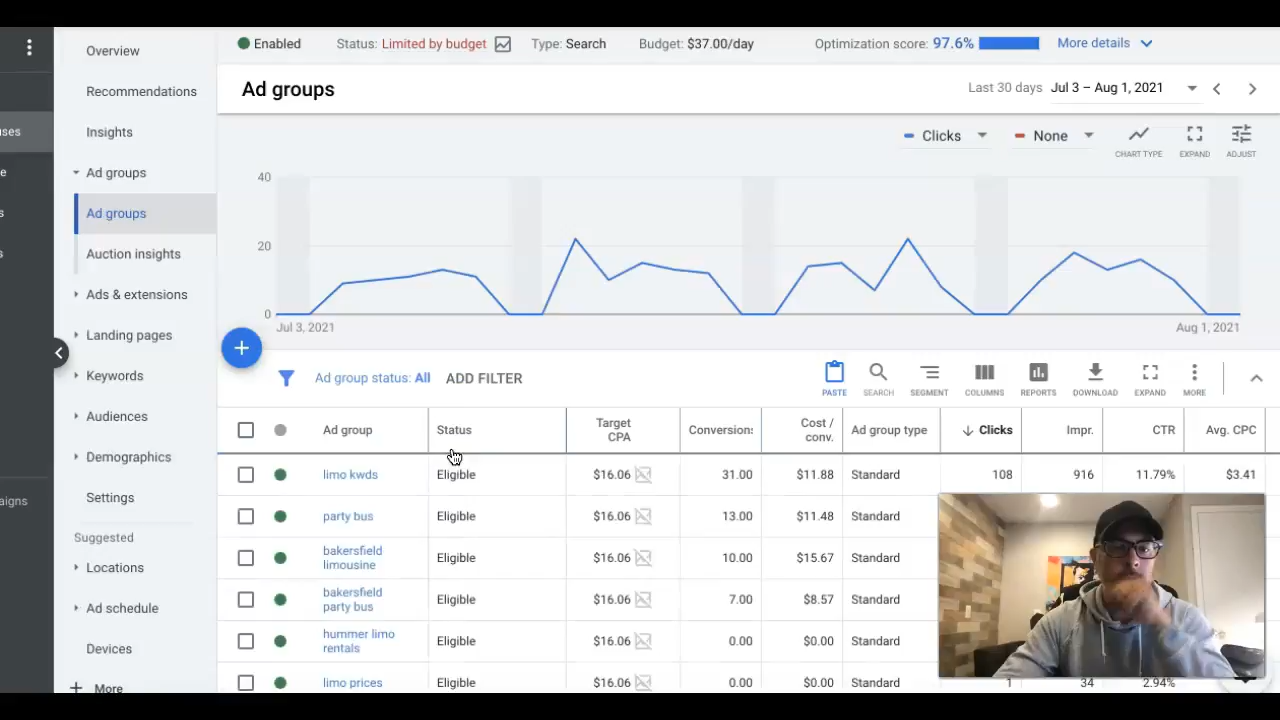 Enabled Status: Limited by budget Type: Search Budget: $37.00/day Optimization score: 97.6% More details
Overview
Recommendations
Insights
Ad groups
Ad groups
Auction insights
Ads & extensions
Landing pages
Keywords
Audiences
Demographics
Settings
Suggested
Locations
Ad schedule
Devices
More
uses
e
s
s
paigns
Ad groups
Last 30 days Jul 3 – Aug 1, 2021
Clicks None
CHART TYPE EXPAND ADJUST
40
20
0
Jul 3, 2021 Aug 1, 2021
Ad group status: All ADD FILTER
PASTE SEARCH SEGMENT COLUMNS REPORTS DOWNLOAD EXPAND MORE
Ad group Status Target CPA Conversions Cost / conv. Ad group type Clicks Impr. CTR Avg. CPC
limo kwds Eligible $16.06 31.00 $11.88 Standard 108 916 11.79% $3.41
party bus Eligible $16.06 13.00 $11.48 Standard
bakersfield limousine Eligible $16.06 10.00 $15.67 Standard
bakersfield party bus Eligible $16.06 7.00 $8.57 Standard
hummer limo rentals Eligible $16.06 0.00 $0.00 Standard
limo prices Eligible $16.06 0.00 $0.00 Standard 1 34 2.94%